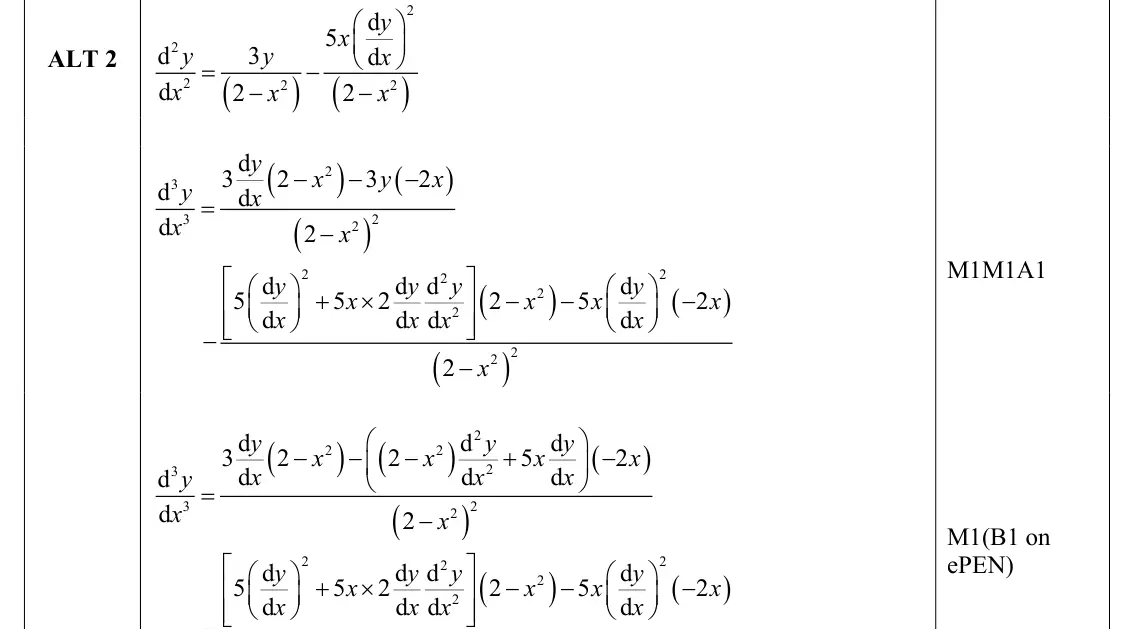 ALT 2
d²y/dx² = 3y/(2 − x²) − 5x(dy/dx)²/(2 − x²)
d³y/dx³ = (3 dy/dx (2 − x²) − 3y(−2x))/(2 − x²)²
− ([5(dy/dx)² + 5x × 2 dy/dx d²y/dx²](2 − x²) − 5x(dy/dx)²(−2x))/(2 − x²)²
M1M1A1
d³y/dx³ = (3 dy/dx (2 − x²) − ((2 − x²) d²y/dx² + 5x dy/dx)(−2x))/(2 − x²)²
[5(dy/dx)² + 5x × 2 dy/dx d²y/dx²](2 − x²) − 5x(dy/dx)²(−2x)
M1(B1 on
ePEN)